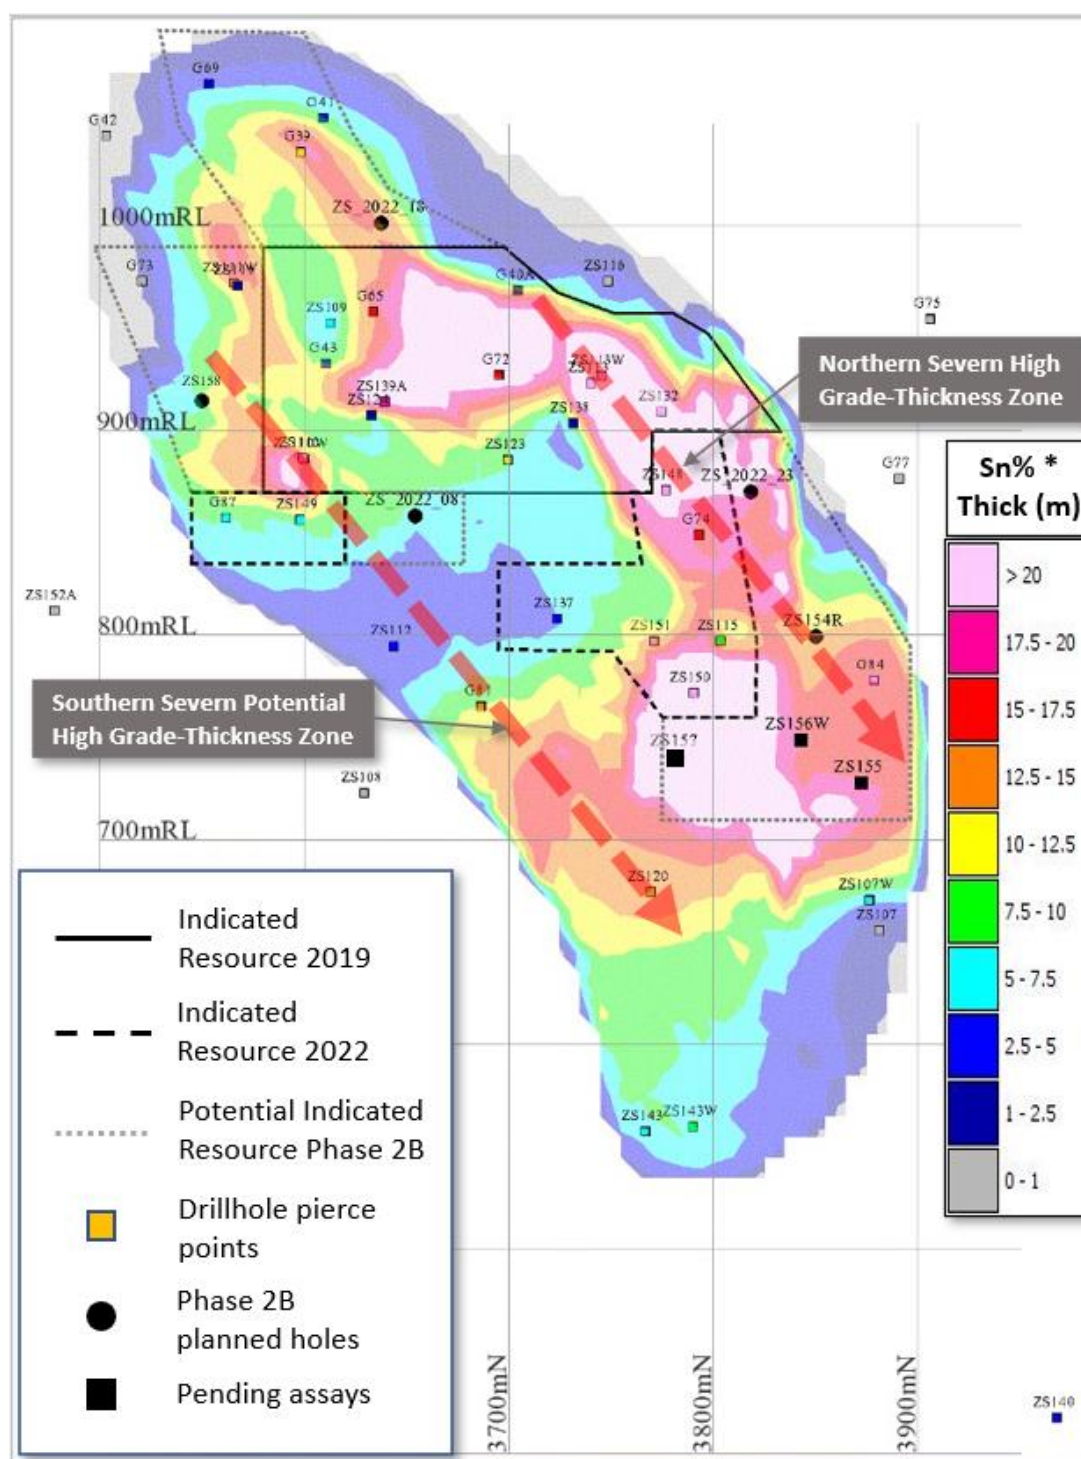 G69
G41
G42
G39
ZS_2022_18
1000mRL
G73
ZS119
G40A
ZS116
G75
ZS109
G65
G43
G72
ZS113W
ZS113
Northern Severn High
Grade-Thickness Zone
ZS158
ZS139A
ZS138
ZS132
900mRL
ZS123
Sn% *
Thick (m)
G77
ZS148
ZS_2022_23
G87
ZS149
ZS_2022_08
G74
> 20
ZS152A
ZS137
17.5 - 20
800mRL
ZS112
ZS151
ZS115
ZS154R
G84
ZS150
15 - 17.5
Southern Severn Potential
High Grade-Thickness Zone
ZS157
ZS156W
ZS155
12.5 - 15
ZS108
700mRL
10 - 12.5
ZS120
ZS107W
ZS107
7.5 - 10
5 - 7.5
2.5 - 5
1 - 2.5
0 - 1
ZS143
ZS143W
Indicated
Resource 2019
Indicated
Resource 2022
Potential Indicated
Resource Phase 2B
Drillhole pierce
points
Phase 2B
planned holes
Pending assays
3700mN
3800mN
3900mN
ZS140